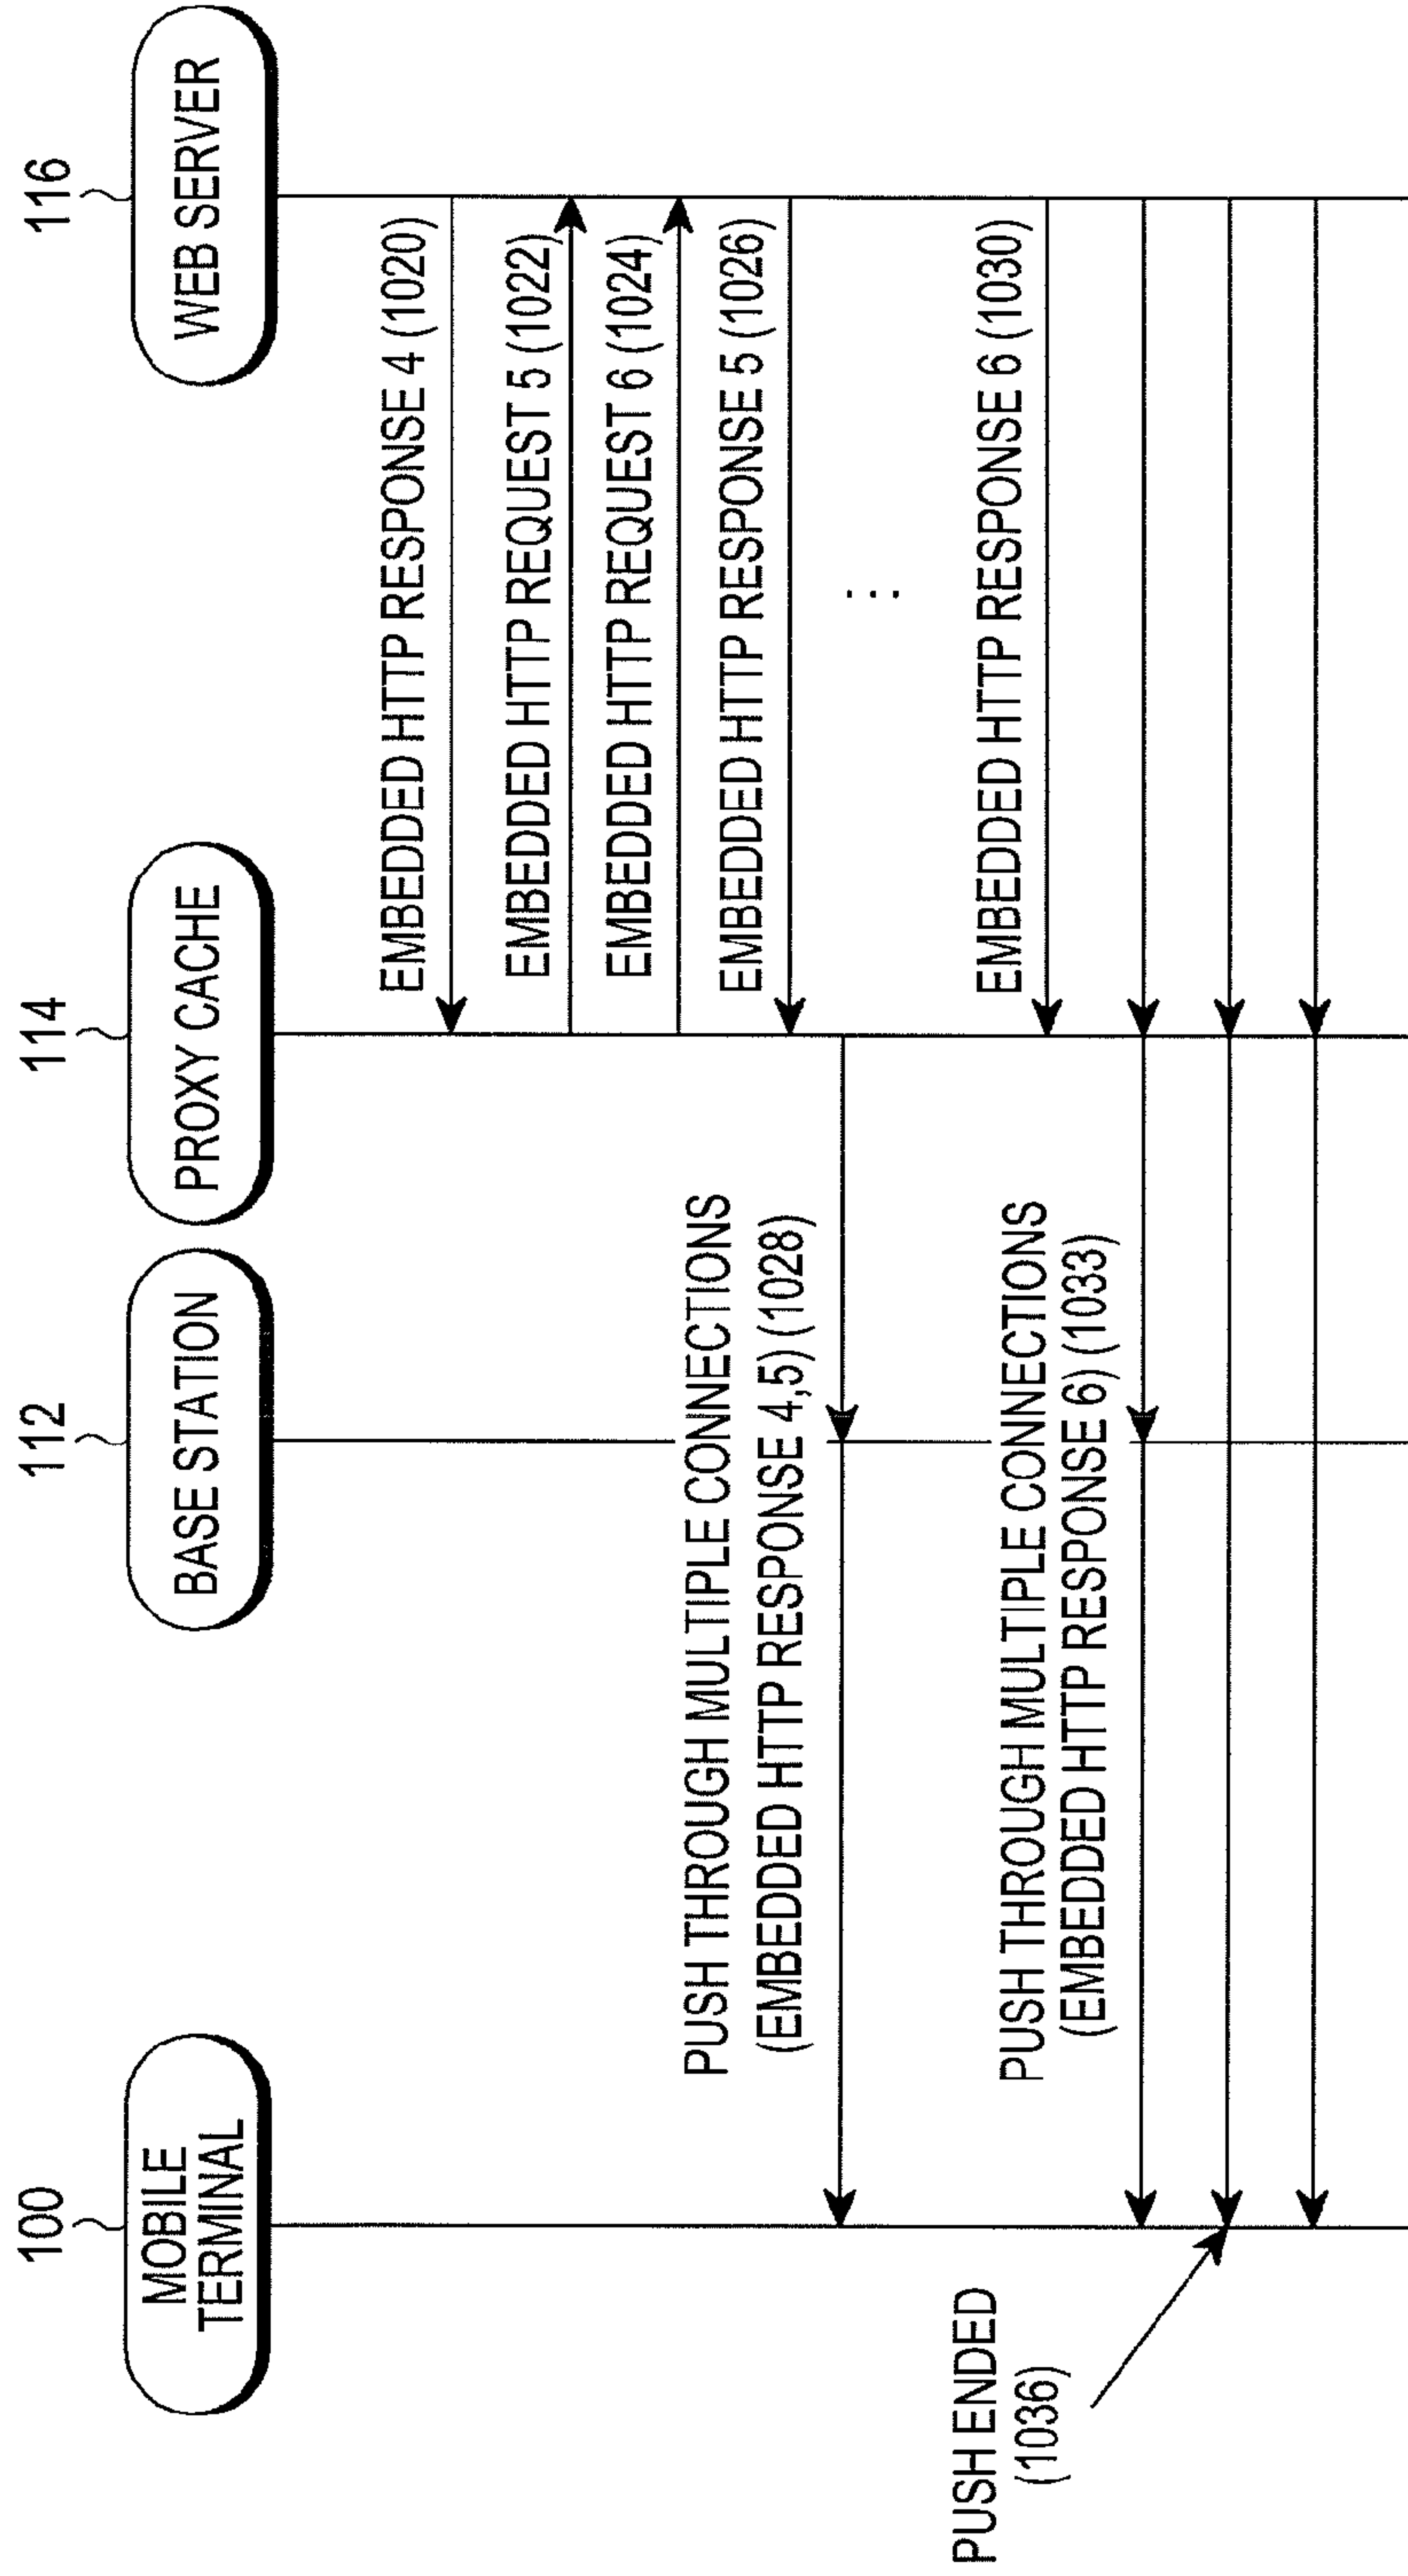 100
112
114
116
MOBILE
TERMINAL
BASE STATION
PROXY CACHE
WEB SERVER
EMBEDDED HTTP RESPONSE 4 (1020)
EMBEDDED HTTP REQUEST 5 (1022)
EMBEDDED HTTP REQUEST 6 (1024)
EMBEDDED HTTP RESPONSE 5 (1026)
PUSH THROUGH MULTIPLE CONNECTIONS
(EMBEDDED HTTP RESPONSE 4,5) (1028)
...
EMBEDDED HTTP RESPONSE 6 (1030)
PUSH THROUGH MULTIPLE CONNECTIONS
(EMBEDDED HTTP RESPONSE 6) (1033)
PUSH ENDED
(1036)